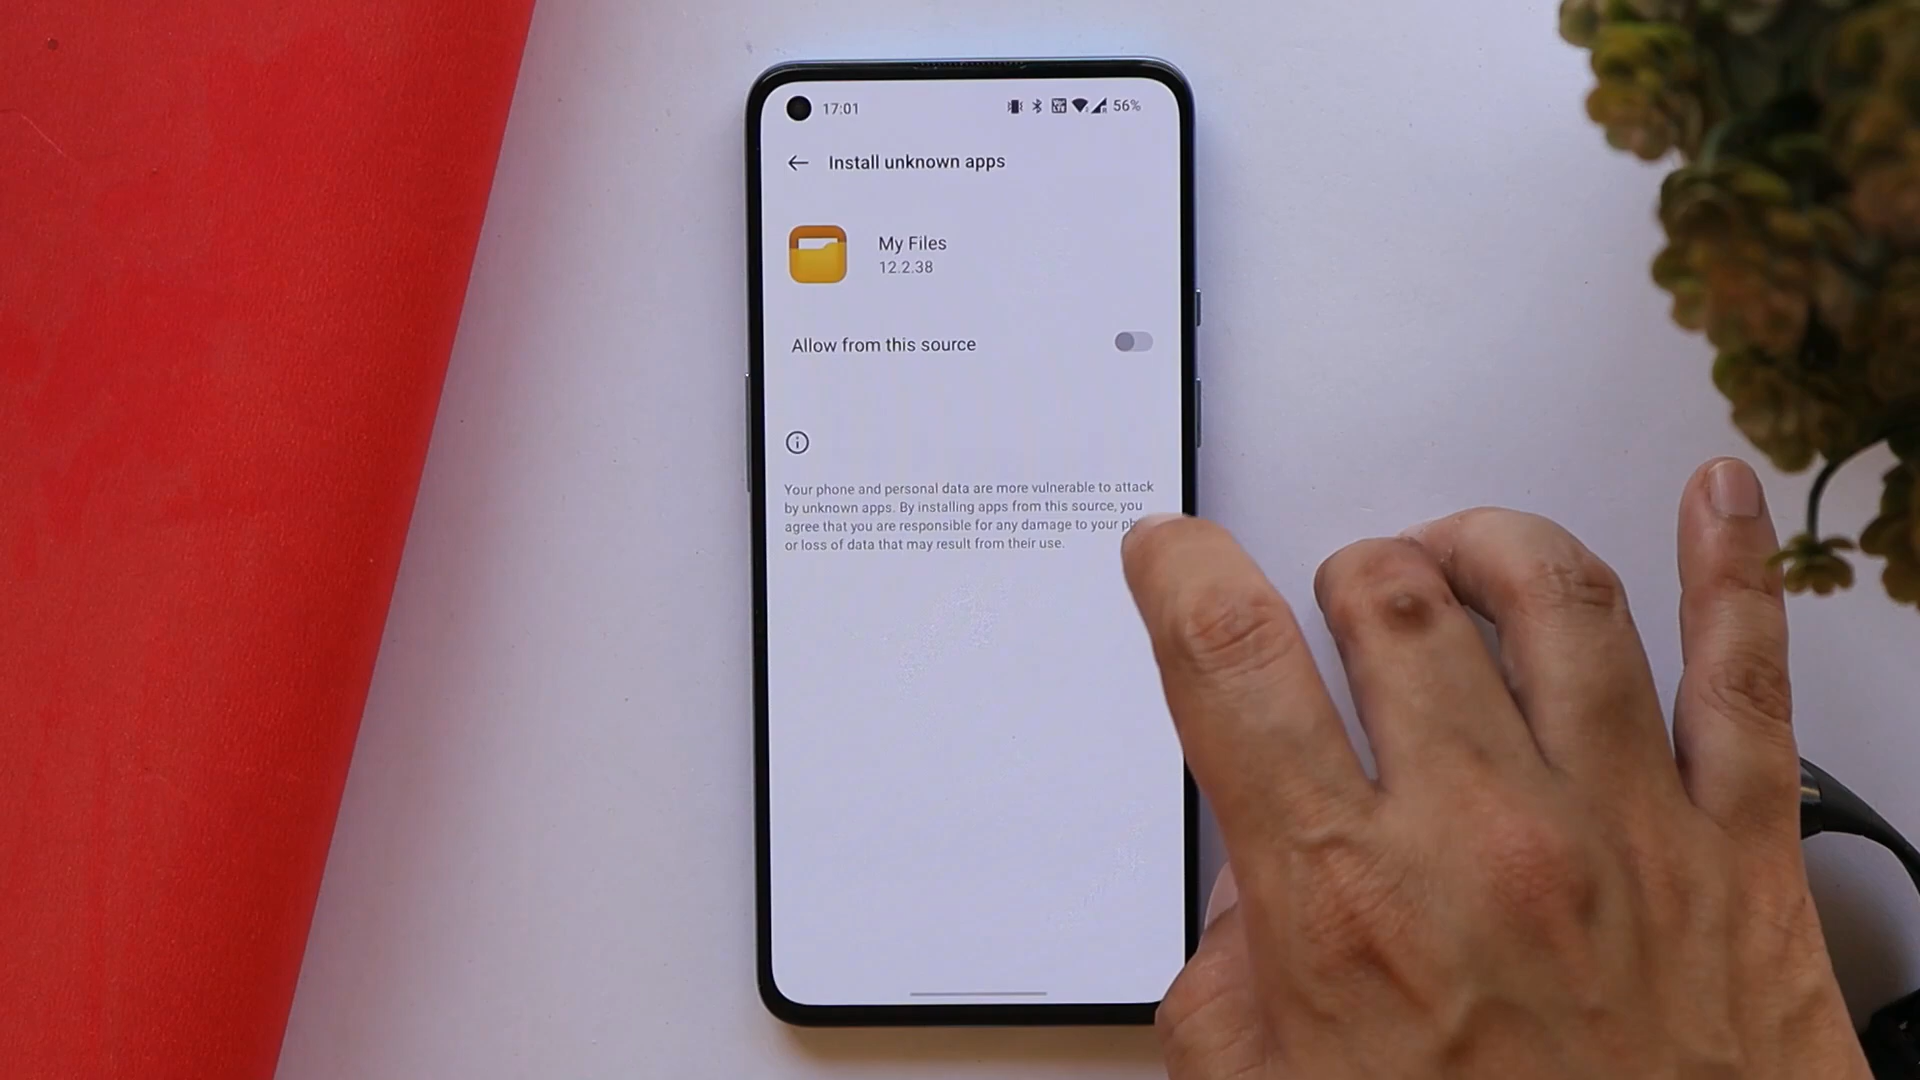 17:01 56%
Install unknown apps
My Files
12.2.38
Allow from this source
Your phone and personal data are more vulnerable to attack
by unknown apps. By installing apps from this source, you
agree that you are responsible for any damage to your
or loss of data that may result from their use.